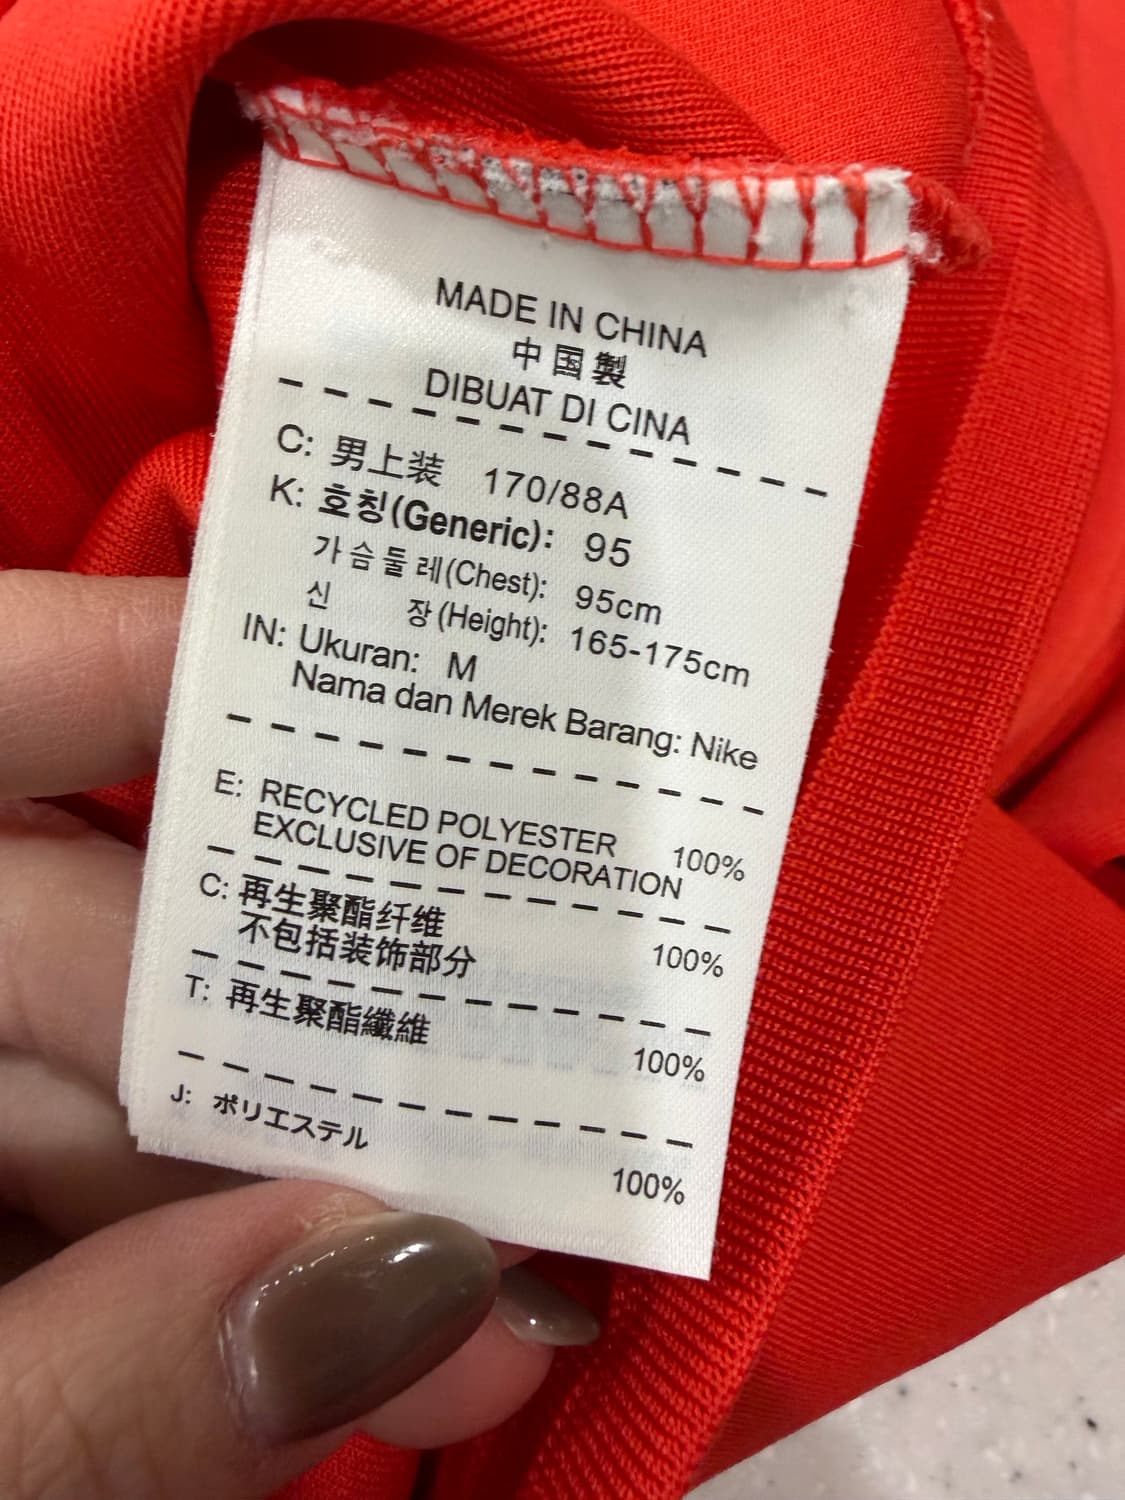 MADE IN CHINA
中国製
DIBUAT DI CINA
C: 男上装 170/88A
K: 호칭(Generic): 95
가슴둘레(Chest): 95cm
신 장(Height): 165-175cm
IN: Ukuran: M
Nama dan Merek Barang: Nike
E: RECYCLED POLYESTER 100%
EXCLUSIVE OF DECORATION
C: 再生聚酯纤维 100%
不包括装饰部分
T: 再生聚酯纖維 100%
J: ポリエステル 100%